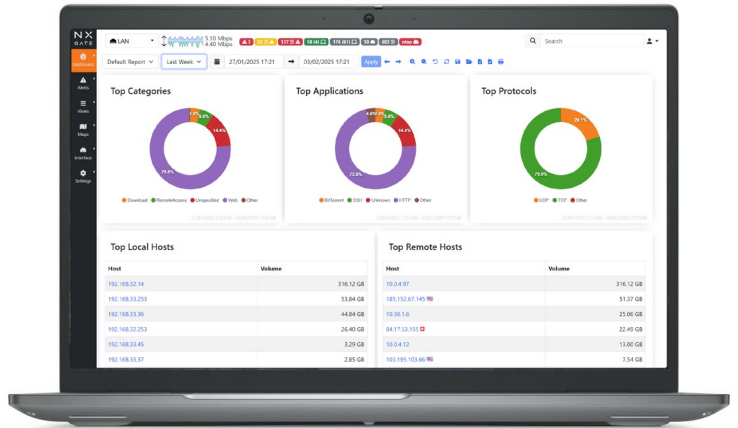 NX
GATE
LAN
5.10 Mbps
4.40 Mbps
Search
Default Report
Last Week
27/01/2025 17:21
03/02/2025 17:21
Apply
Dashboard
Alerts
Views
Maps
Interface
Settings
Top Categories
14.4%
Download
RemoteAccess
Unspecified
Web
Other
Top Applications
14.4%
72.0%
BitTorrent
SSH
Unknown
HTTP
Other
Top Protocols
20.1%
79.8%
UDP
TCP
Other
Top Local Hosts
Host Volume
192.168.32.14 316.12 GB
192.168.33.253 53.84 GB
192.168.33.36 44.84 GB
192.168.32.253 26.40 GB
192.168.33.45 3.29 GB
192.168.33.37 2.85 GB
Top Remote Hosts
Host Volume
10.0.4.97 316.12 GB
185.152.67.145 51.37 GB
10.30.1.6 25.06 GB
84.17.53.155 22.49 GB
10.0.4.12 13.00 GB
103.195.103.66 7.54 GB